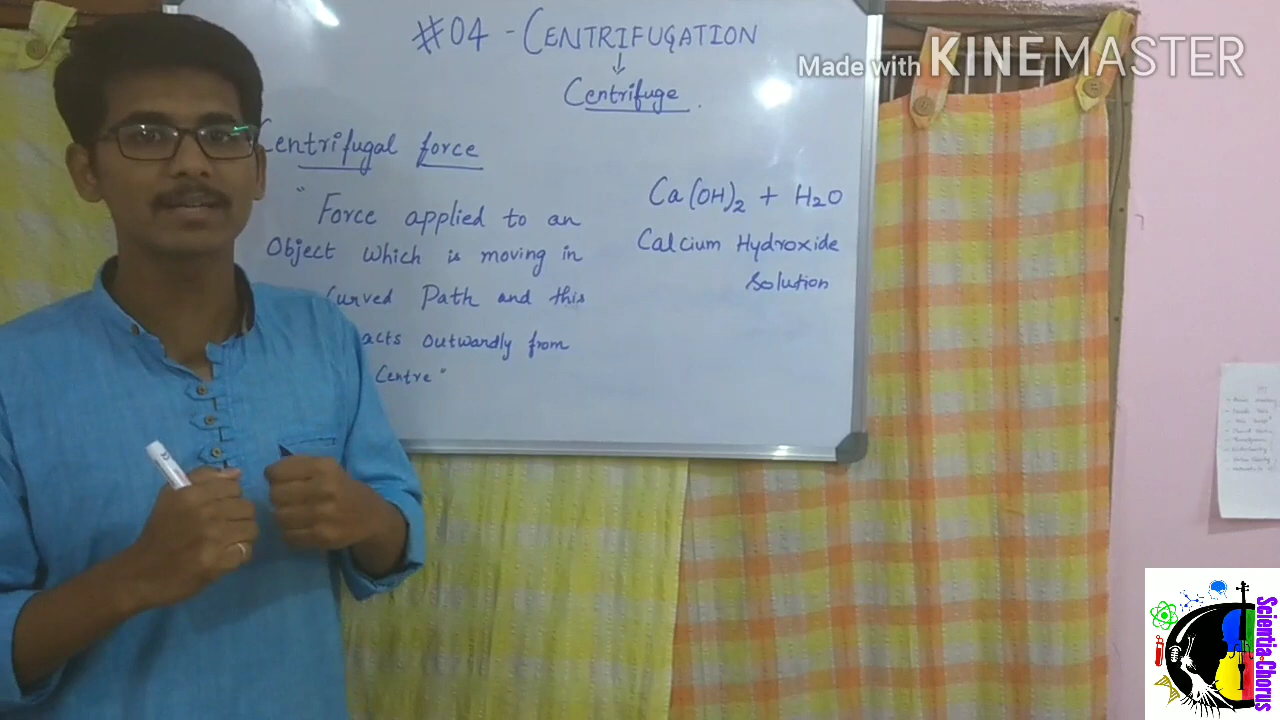 #04 - CENTRIFUGATION
Made with KINEMASTER
Centrifuge.
Centrifugal force
"Force applied to an
Object which is moving in
Curved Path and this
acts outwardly from
Centre"
Ca(OH)₂ + H₂O
Calcium Hydroxide
Solution
Scientia Chorus